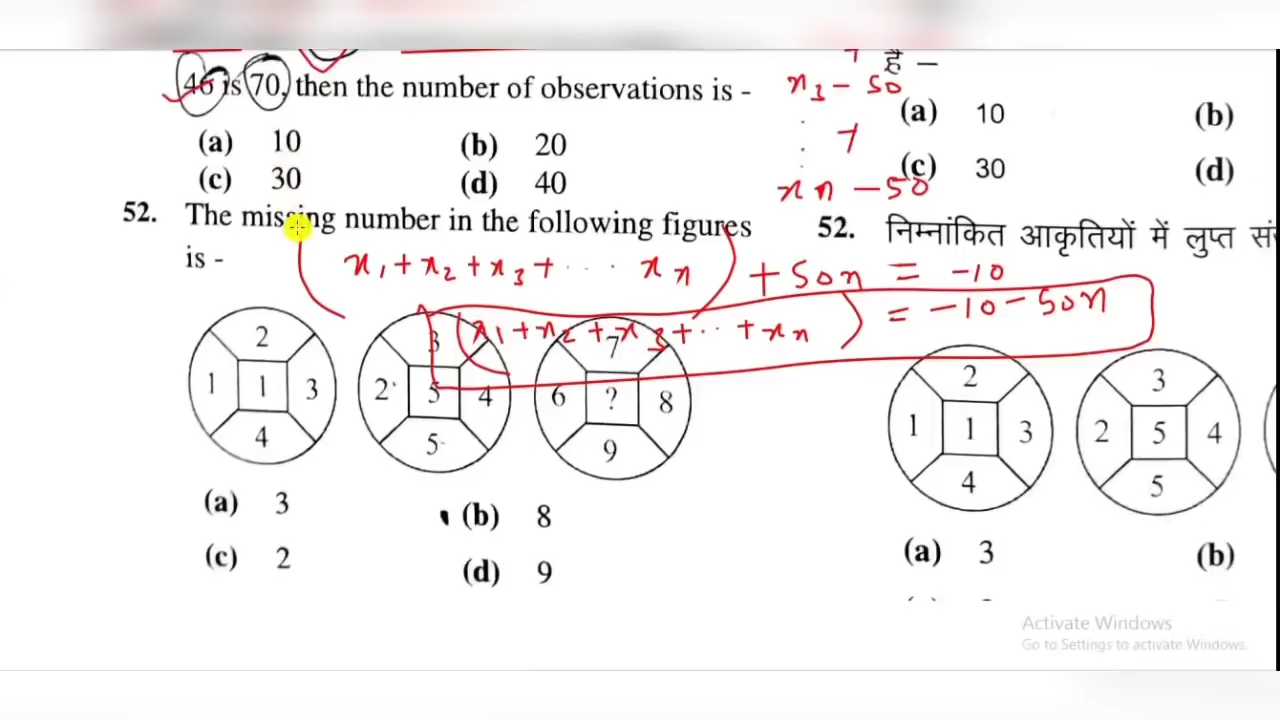 46 is 70, then the number of observations is -
(a) 10 (b) 20
(c) 30 (d) 40
52. The missing number in the following figures
is -
x₁ + x₂ + x₃ + ... xₙ + 50n = -10
(x₁ + x₂ + x₃ + ... + xₙ) = -10 - 50n
2
1 1 3
4
3
2 5 4
5
7
6 ? 8
9
(a) 3 (b) 8
(c) 2 (d) 9
है –
x₃ - 50
+
(a) 10 (b)
(c) 30 (d)
xₙ - 50
52. निम्नांकित आकृतियों में लुप्त
2
1 1 3
4
3
2 5 4
5
(a) 3 (b)
Activate Windows
Go to Settings to activate Windows.